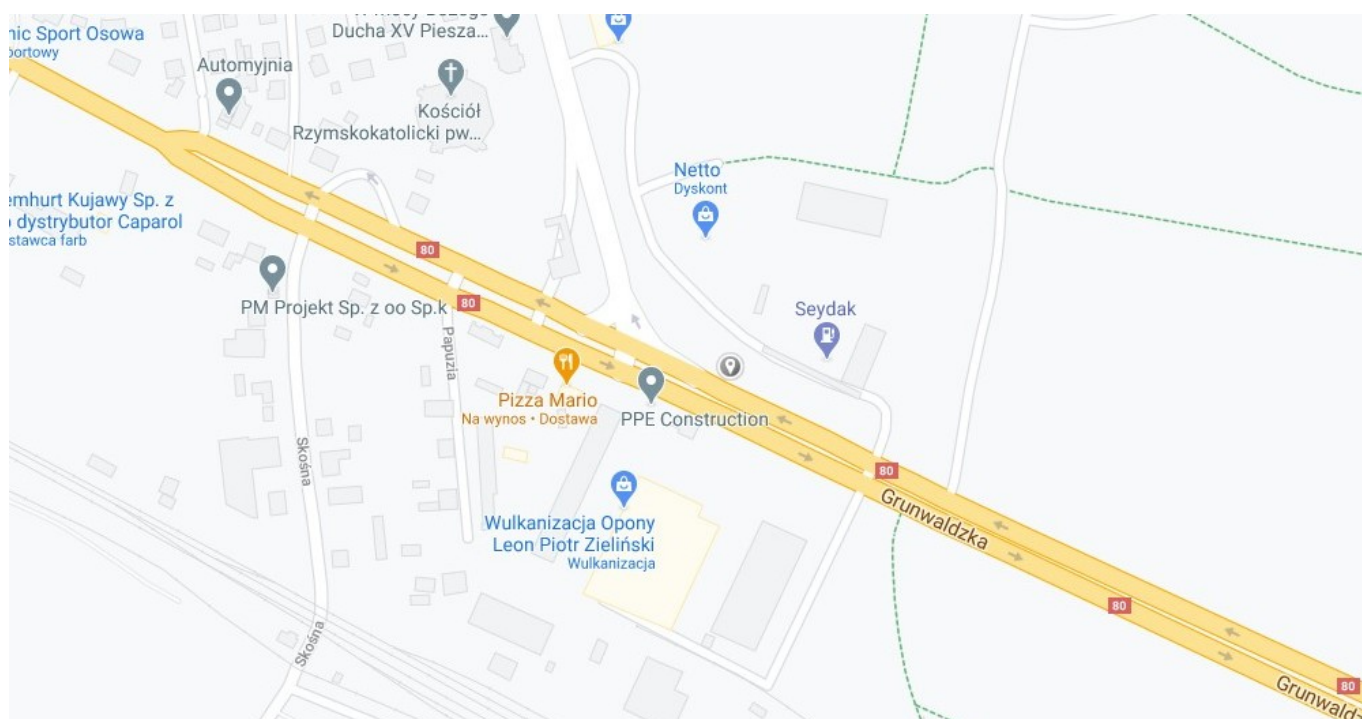 nic Sport Osowa
portowy
Ducha XV Piesza...
Automyjnia
Kościół
Rzymskokatolicki pw...
Netto
Dyskont
emhurt Kujawy Sp. z
dystrybutor Caparol
stawca farb
80
PM Projekt Sp. z oo Sp.k
80
Seydak
Papuzia
Pizza Mario
Na wynos • Dostawa
PPE Construction
Skośna
80
Grunwaldzka
Wulkanizacja Opony
Leon Piotr Zieliński
Wulkanizacja
80
Skośna
80
Grunwaldz